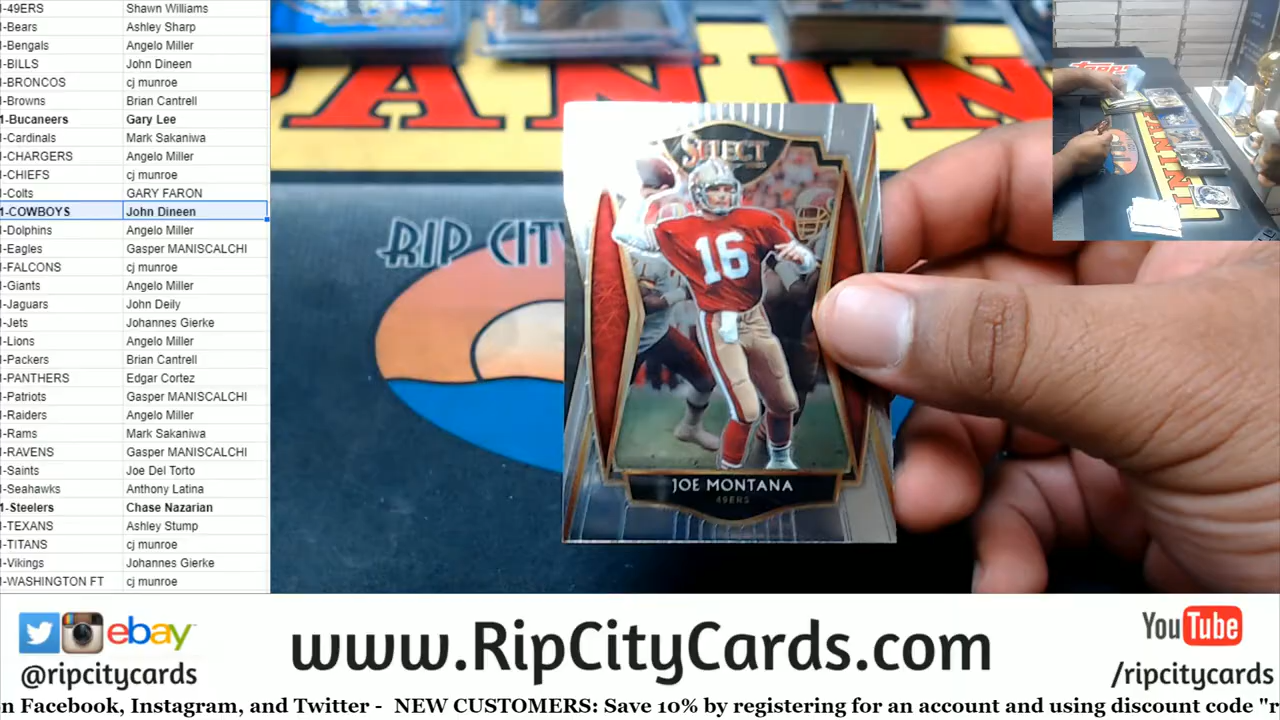 I-49ERS Shawn Williams
I-Bears Ashley Sharp
I-Bengals Angelo Miller
I-BILLS John Dineen
I-BRONCOS cj munroe
I-Browns Brian Cantrell
1-Bucaneers Gary Lee
I-Cardinals Mark Sakaniwa
I-CHARGERS Angelo Miller
I-CHIEFS cj munroe
I-Colts GARY FARON
1-COWBOYS John Dineen
I-Dolphins Angelo Miller
I-Eagles Gasper MANISCALCHI
I-FALCONS cj munroe
I-Giants Angelo Miller
I-Jaguars John Deily
I-Jets Johannes Gierke
I-Lions Angelo Miller
I-Packers Brian Cantrell
I-PANTHERS Edgar Cortez
I-Patriots Gasper MANISCALCHI
I-Raiders Angelo Miller
I-Rams Mark Sakaniwa
I-RAVENS Gasper MANISCALCHI
I-Saints Joe Del Torto
I-Seahawks Anthony Latina
1-Steelers Chase Nazarian
I-TEXANS Ashley Stump
I-TITANS cj munroe
I-Vikings Johannes Gierke
I-WASHINGTON FT cj munroe
PANINI
RIP CITY
SELECT
16
JOE MONTANA
49ERS
Topps
PANINI
ebay
@ripcitycards
www.RipCityCards.com
YouTube
/ripcitycards
n Facebook, Instagram, and Twitter - NEW CUSTOMERS: Save 10% by registering for an account and using discount code "r